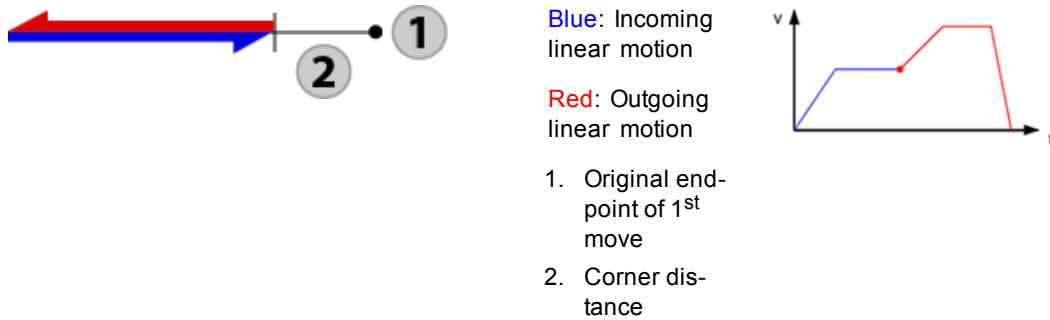 1
2
Blue: Incoming
linear motion
Red: Outgoing
linear motion
1. Original end-
point of 1st
move
2. Corner dis-
tance
v